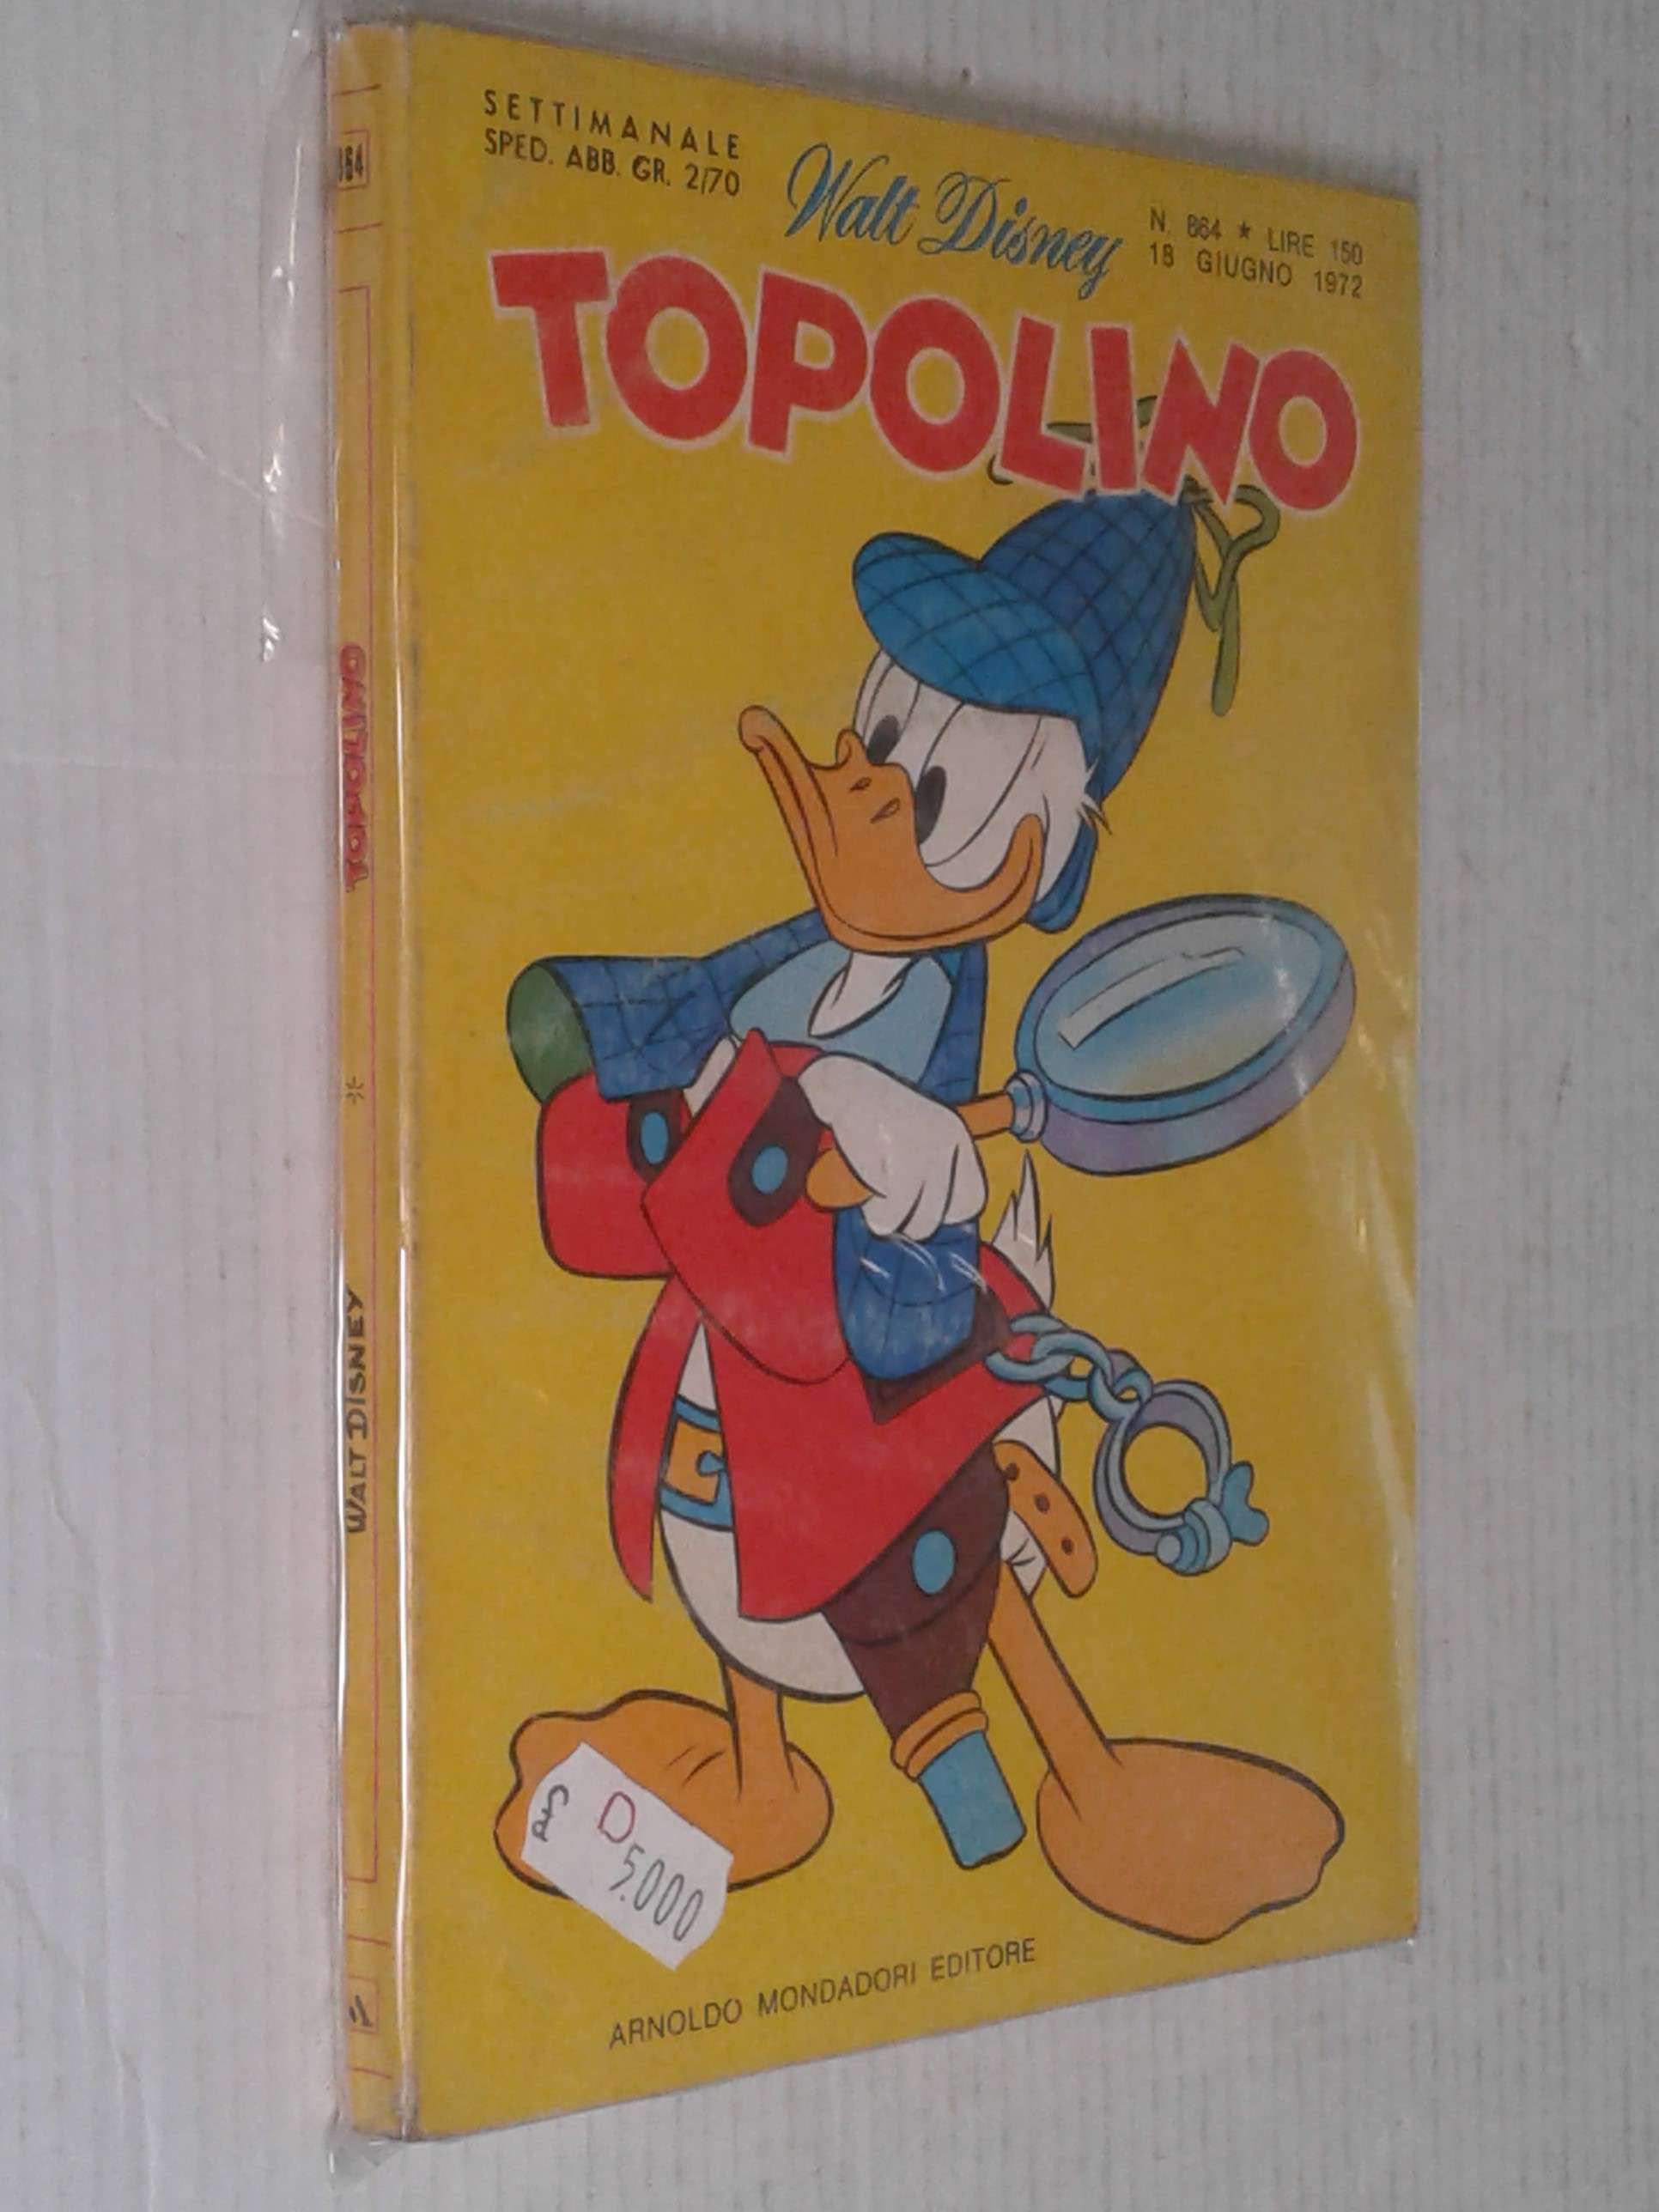 SETTIMANALE
SPED. ABB. GR. 2/70
Walt Disney
N. 864 * LIRE 150
18 GIUGNO 1972
TOPOLINO
D
5.000
ARNOLDO MONDADORI EDITORE
864
TOPOLINO
*
WALT DISNEY